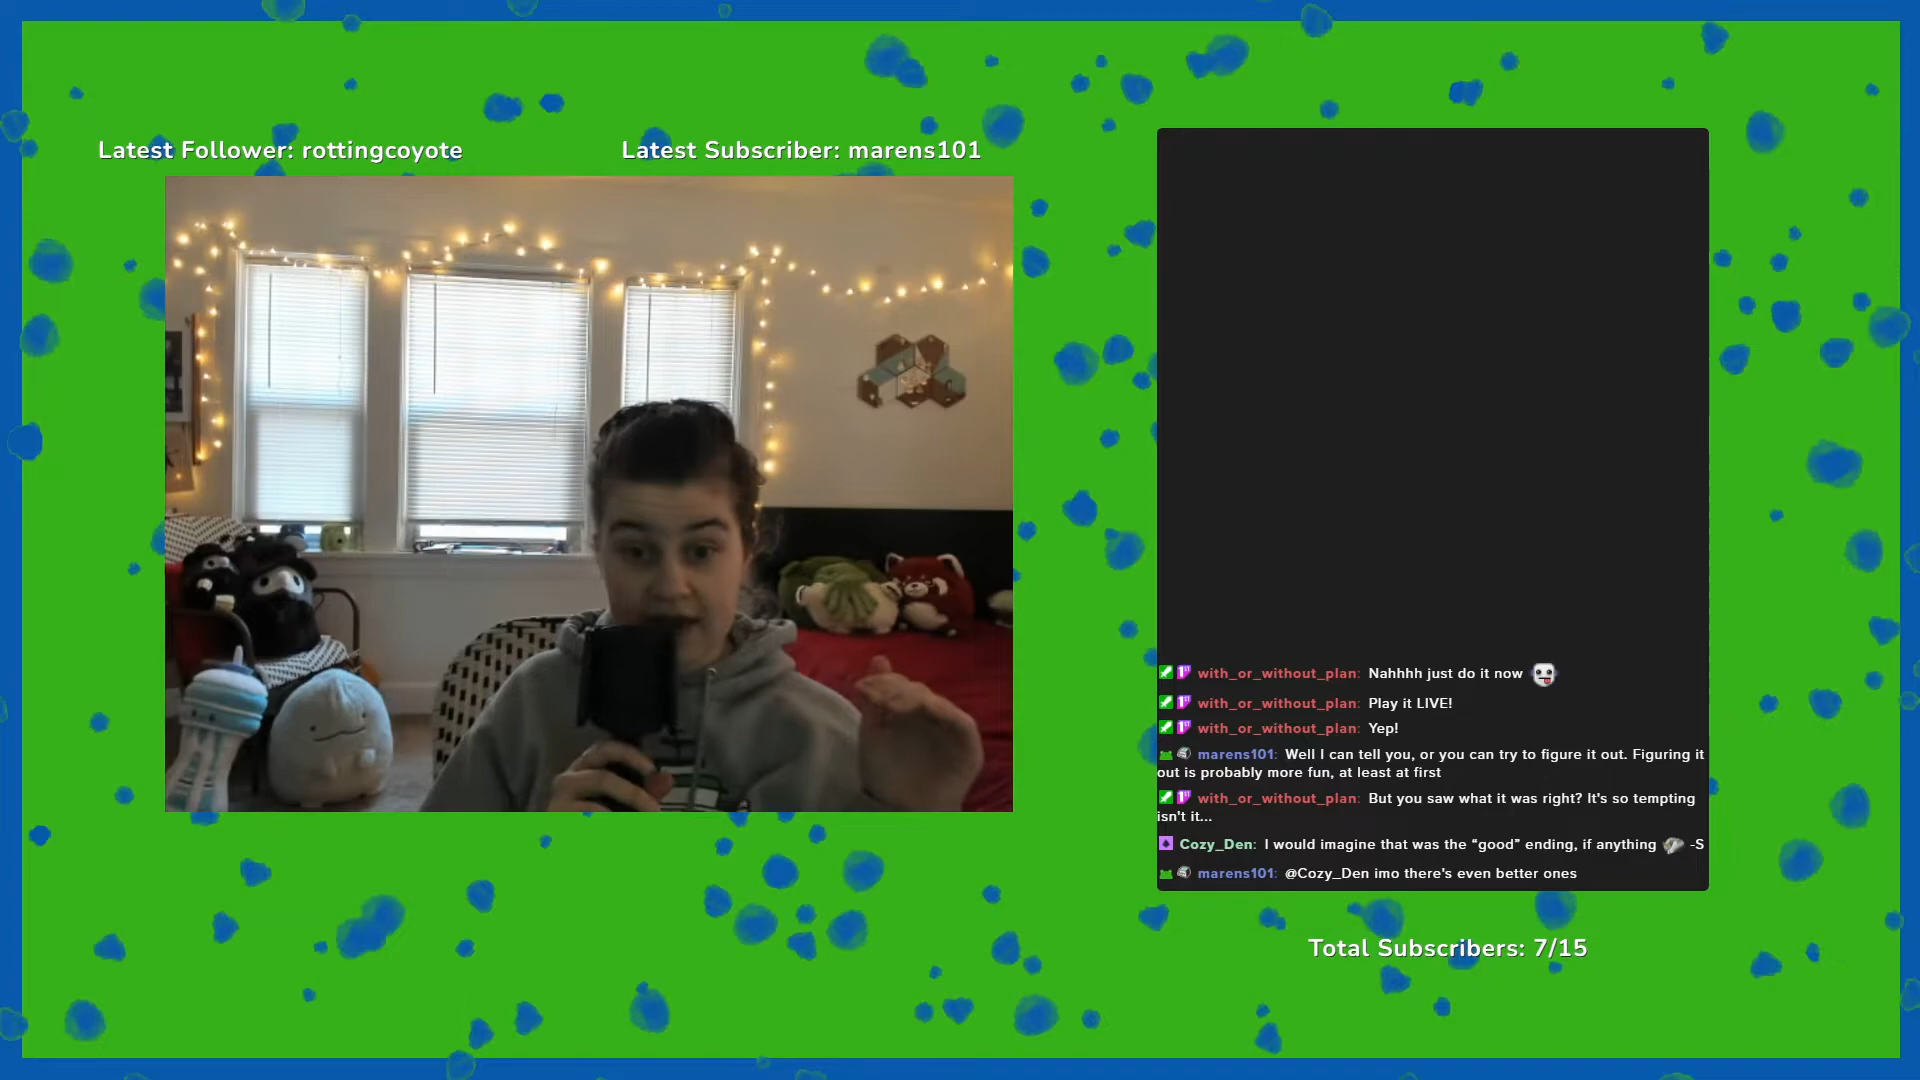 Latest Follower: rottingcoyote
Latest Subscriber: marens101
with_or_without_plan: Nahhhh just do it now
with_or_without_plan: Play it LIVE!
with_or_without_plan: Yep!
marens101: Well I can tell you, or you can try to figure it out. Figuring it
out is probably more fun, at least at first
with_or_without_plan: But you saw what it was right? It's so tempting
isn't it...
Cozy_Den: I would imagine that was the “good” ending, if anything -S
marens101: @Cozy_Den imo there's even better ones
Total Subscribers: 7/15